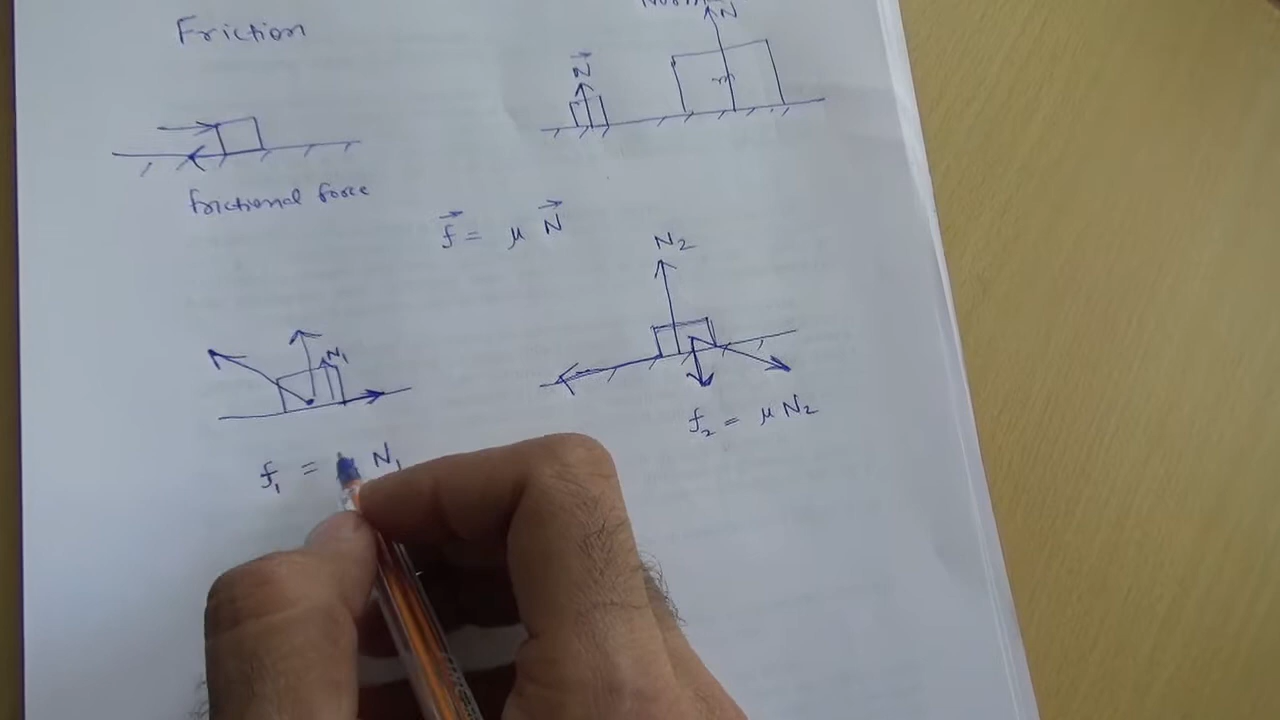 Friction
N
N⃗
frictional force
f⃗ = μ N⃗
N₂
N₁
f₂ = μ N₂
f₁ = N₁